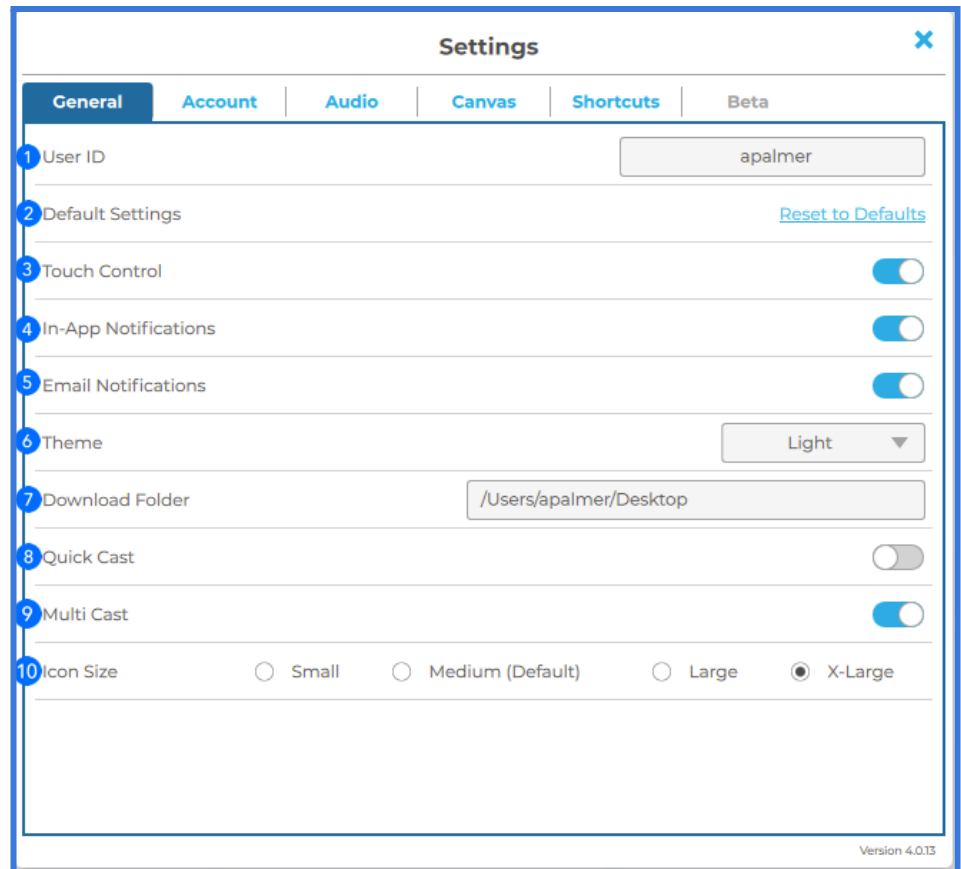 Settings
General Account Audio Canvas Shortcuts Beta
1 User ID apalmer
2 Default Settings Reset to Defaults
3 Touch Control
4 In-App Notifications
5 Email Notifications
6 Theme Light
7 Download Folder /Users/apalmer/Desktop
8 Quick Cast
9 Multi Cast
10 Icon Size Small Medium (Default) Large X-Large
Version 4.0.13